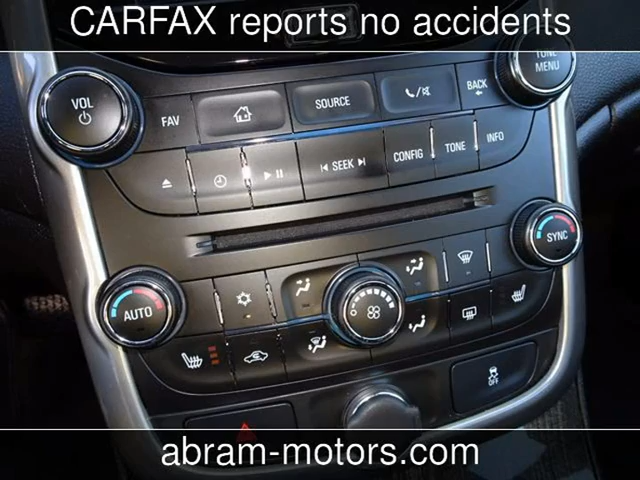 CARFAX reports no accidents
VOL
FAV
SOURCE
BACK
TUNE
MENU
SEEK
CONFIG
TONE
INFO
AUTO
SYNC
OFF
abram-motors.com